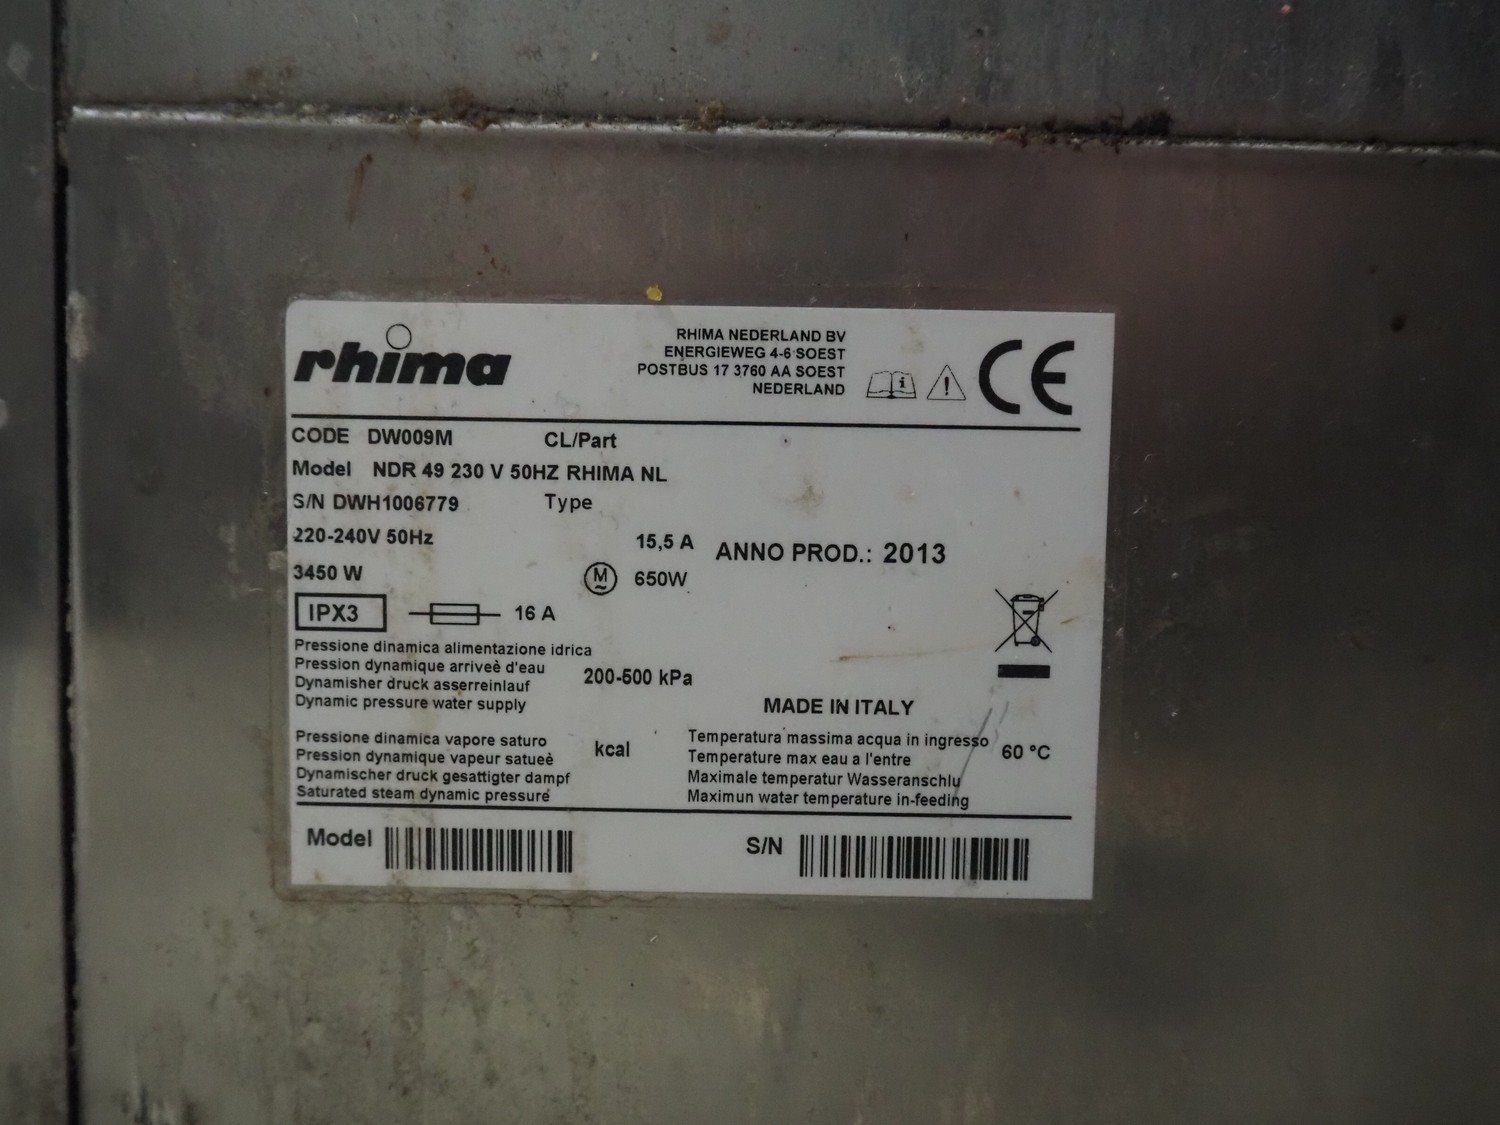 rhima
RHIMA NEDERLAND BV
ENERGIEWEG 4-6 SOEST
POSTBUS 17 3760 AA SOEST
NEDERLAND
CE
CODE DW009M CL/Part
Model NDR 49 230 V 50HZ RHIMA NL
S/N DWH1006779 Type
220-240V 50Hz 15,5 A
ANNO PROD.: 2013
3450 W M 650W
IPX3 16 A
Pressione dinamica alimentazione idrica
Pression dynamique arriveè d'eau
Dynamisher druck asserreinlauf
Dynamic pressure water supply
200-500 kPa
MADE IN ITALY
Pressione dinamica vapore saturo
Pression dynamique vapeur satueè
Dynamischer druck gesattigter dampf
Saturated steam dynamic pressure
kcal
Temperatura massima acqua in ingresso
Temperature max eau a l'entre
Maximale temperatur Wasseranschlu
Maximun water temperature in-feeding
60 °C
Model
S/N